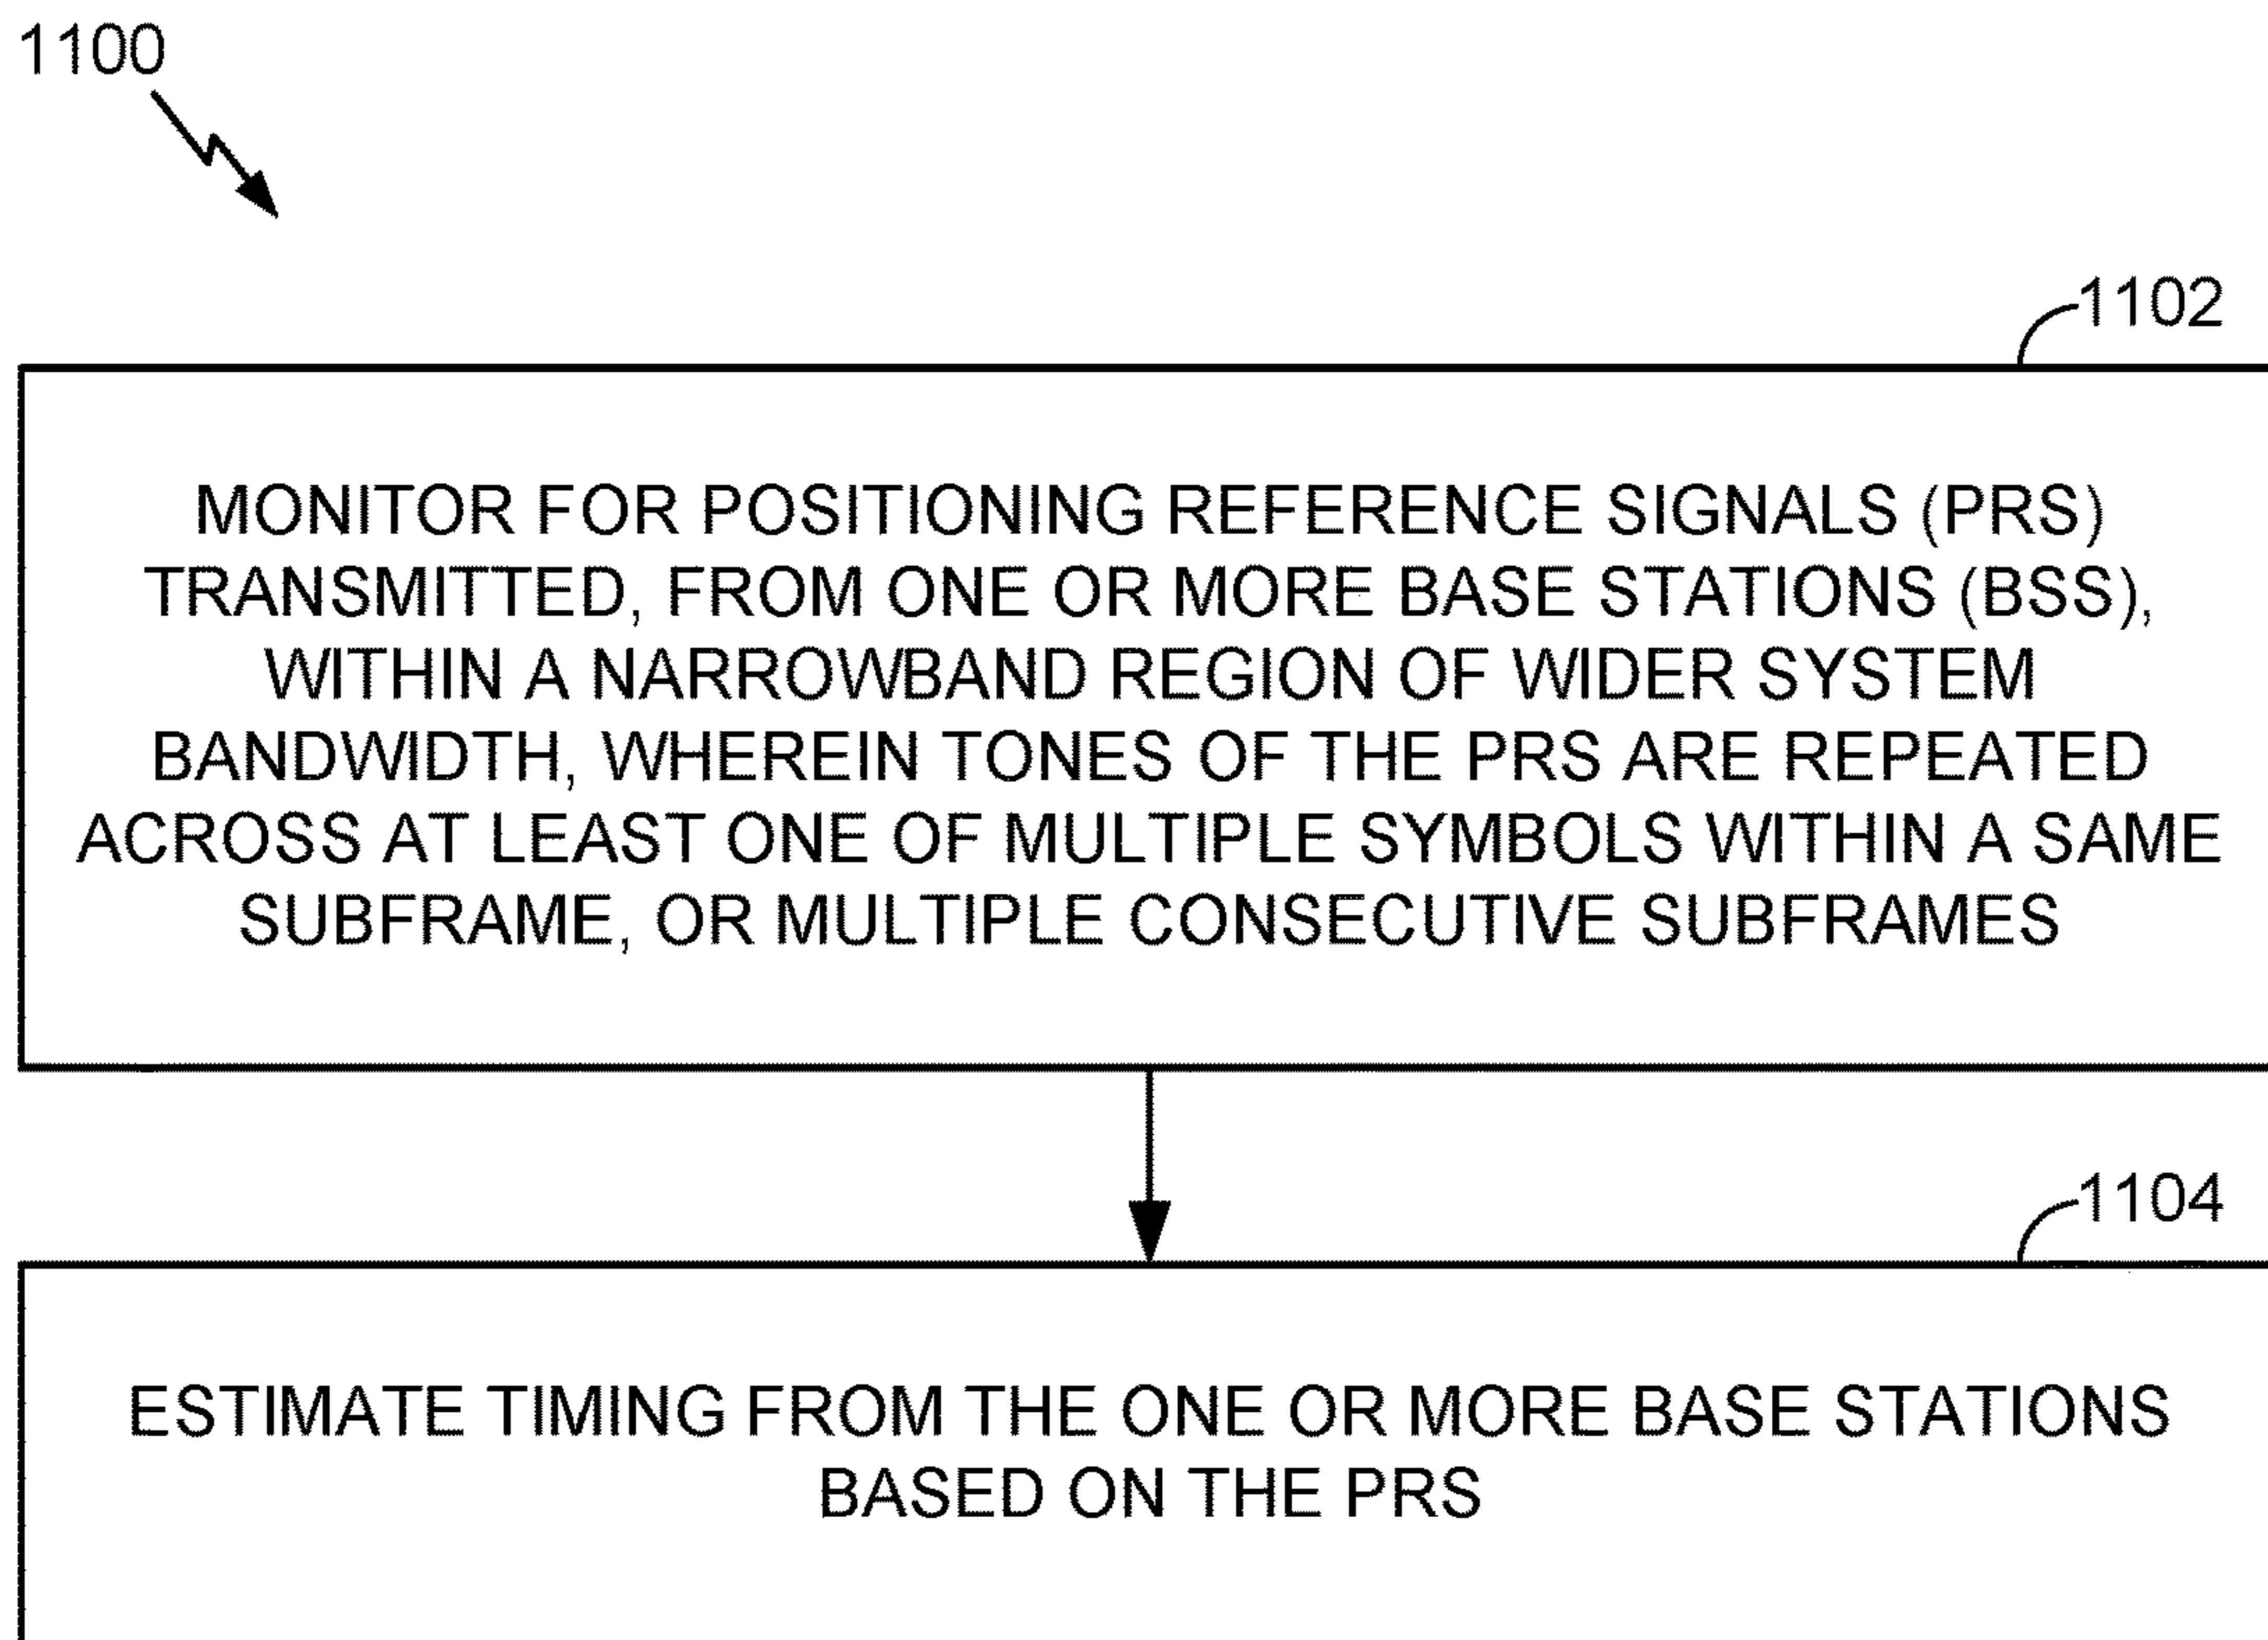 1100
1102
MONITOR FOR POSITIONING REFERENCE SIGNALS (PRS)
TRANSMITTED, FROM ONE OR MORE BASE STATIONS (BSS),
WITHIN A NARROWBAND REGION OF WIDER SYSTEM
BANDWIDTH, WHEREIN TONES OF THE PRS ARE REPEATED
ACROSS AT LEAST ONE OF MULTIPLE SYMBOLS WITHIN A SAME
SUBFRAME, OR MULTIPLE CONSECUTIVE SUBFRAMES
1104
ESTIMATE TIMING FROM THE ONE OR MORE BASE STATIONS
BASED ON THE PRS